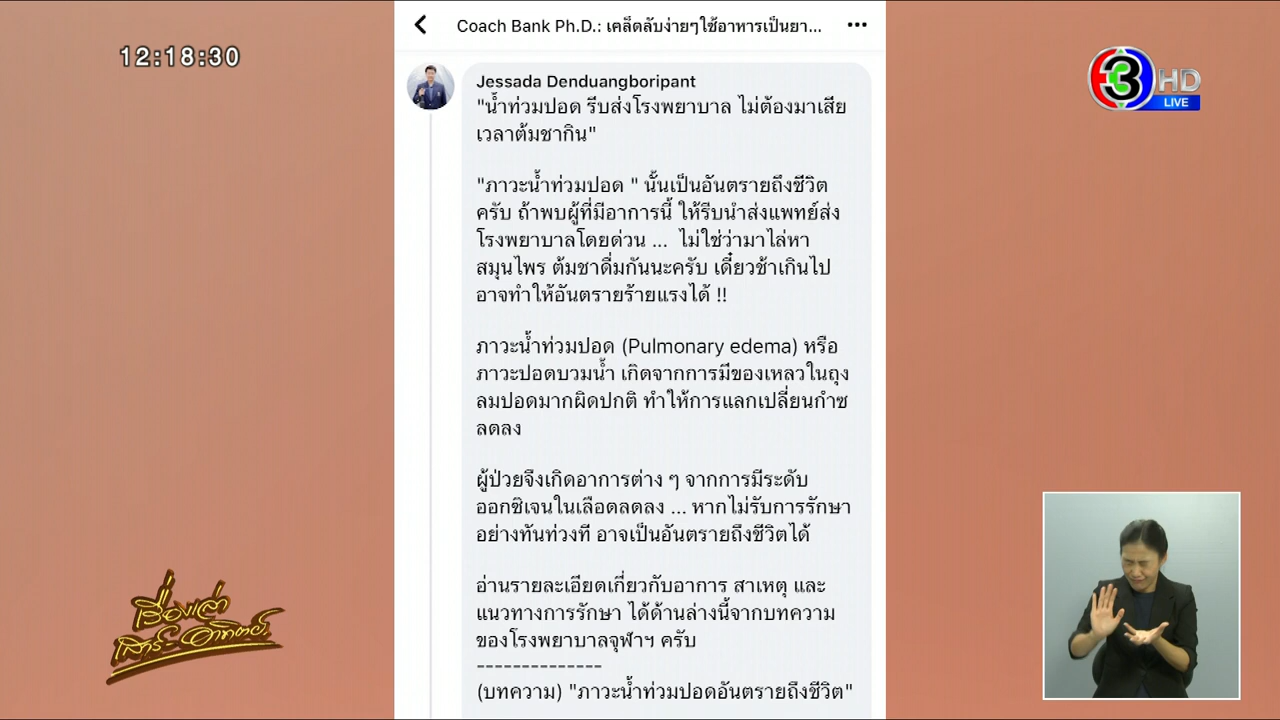 12:18:30
Coach Bank Ph.D.: เคล็ดลับง่ายๆใช้อาหารเป็นยา...
3 HD
LIVE
Jessada Denduangboripant
"น้ำท่วมปอด รีบส่งโรงพยาบาล ไม่ต้องมาเสีย
เวลาต้มชากิน"
"ภาวะน้ำท่วมปอด " นั้นเป็นอันตรายถึงชีวิต
ครับ ถ้าพบผู้ที่มีอาการนี้ ให้รีบนำส่งแพทย์ส่ง
โรงพยาบาลโดยด่วน ... ไม่ใช่ว่ามาไล่หา
สมุนไพร ต้มชาดื่มกันนะครับ เดี๋ยวช้าเกินไป
อาจทำให้อันตรายร้ายแรงได้ !!
ภาวะน้ำท่วมปอด (Pulmonary edema) หรือ
ภาวะปอดบวมน้ำ เกิดจากการมีของเหลวในถุง
ลมปอดมากผิดปกติ ทำให้การแลกเปลี่ยนก๊าซ
ลดลง
ผู้ป่วยจึงเกิดอาการต่าง ๆ จากการมีระดับ
ออกซิเจนในเลือดลดลง ... หากไม่รับการรักษา
อย่างทันท่วงที อาจเป็นอันตรายถึงชีวิตได้
อ่านรายละเอียดเกี่ยวกับอาการ สาเหตุ และ
แนวทางการรักษา ได้ด้านล่างนี้จากบทความ
ของโรงพยาบาลจุฬาฯ ครับ
--------------
(บทความ) "ภาวะน้ำท่วมปอดอันตรายถึงชีวิต"
เรื่องเล่า
เสาร์-อาทิตย์